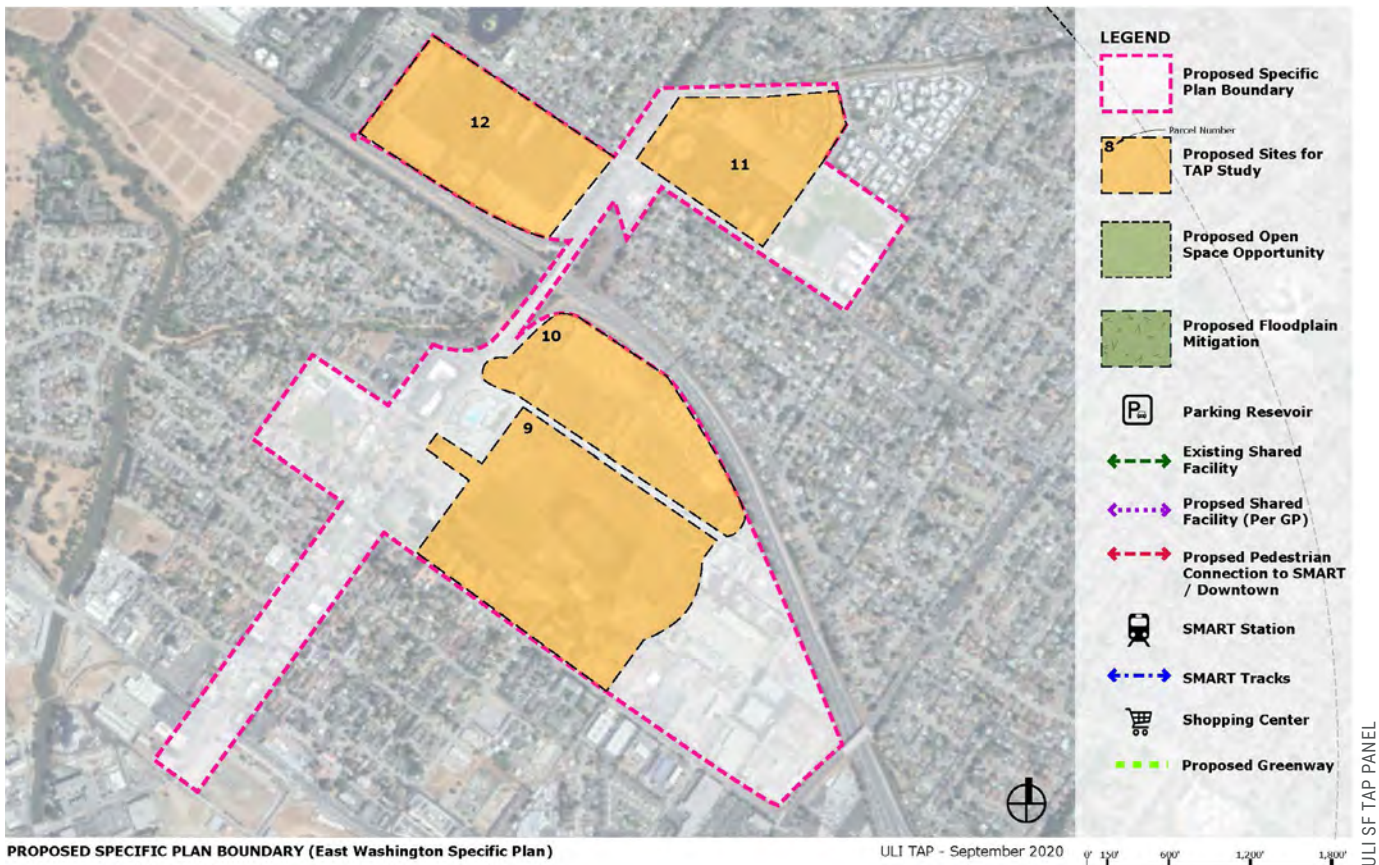 12
11
10
9
LEGEND
Proposed Specific
Plan Boundary
Parcel Number
8
Proposed Sites for
TAP Study
Proposed Open
Space Opportunity
Proposed Floodplain
Mitigation
P
Parking Resevoir
Existing Shared
Facility
Propsed Shared
Facility (Per GP)
Propsed Pedestrian
Connection to SMART
/ Downtown
SMART Station
SMART Tracks
Shopping Center
Proposed Greenway
PROPOSED SPECIFIC PLAN BOUNDARY (East Washington Specific Plan)
ULI TAP - September 2020
0' 150' 600' 1,200' 1,800'
ULI SF TAP PANEL